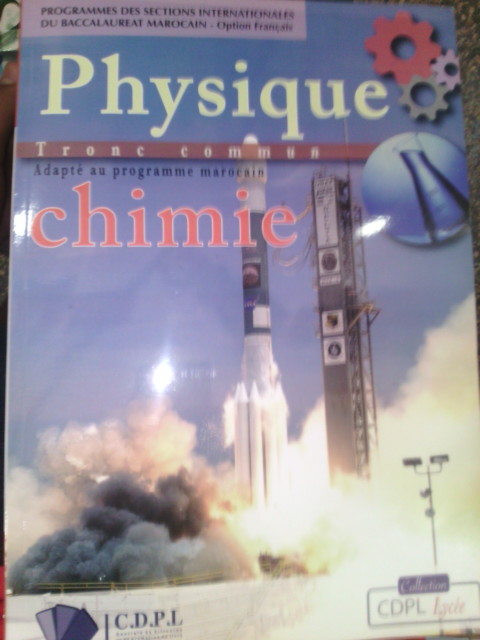 PROGRAMMES DES SECTIONS INTERNATIONALES
DU BACCALAUREAT MAROCAIN - Option Français
Physique
Tronc commun
Adapté au programme marocain
chimie
Collection
CDPL Lycée
C.D.P.L